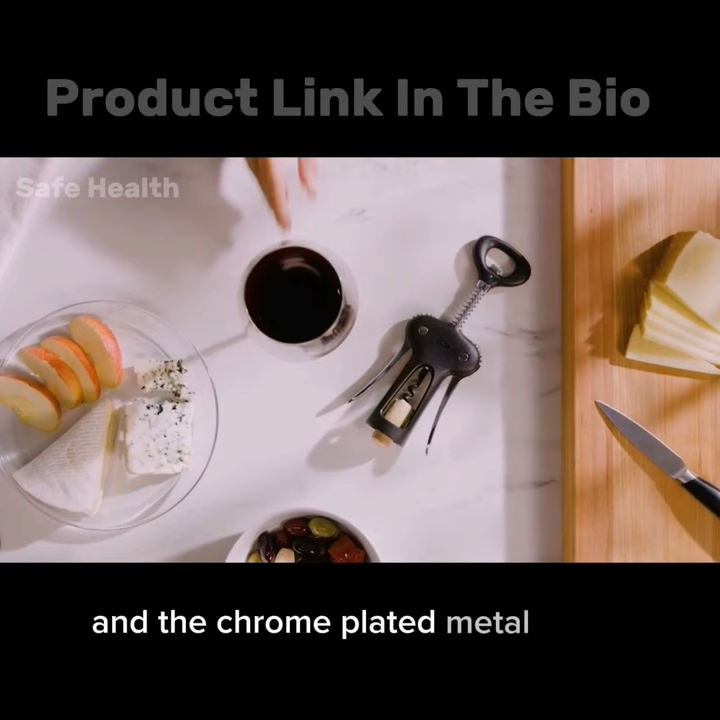 Product Link In The Bio
Safe Health
and the chrome plated metal